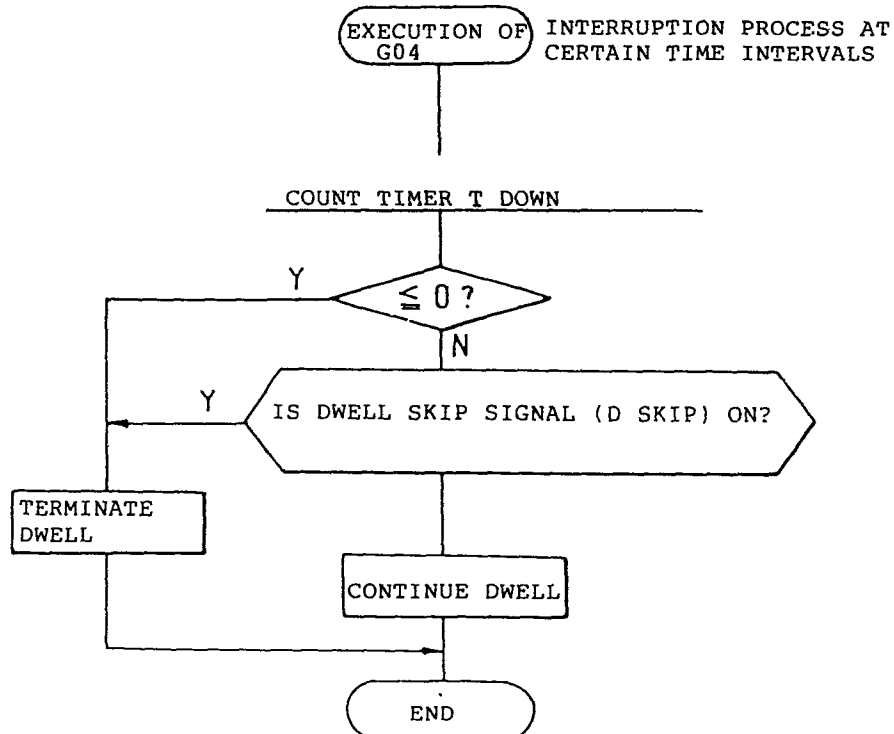 EXECUTION OF
G04
INTERRUPTION PROCESS AT
CERTAIN TIME INTERVALS
COUNT TIMER T DOWN
Y
≦ 0 ?
N
Y
IS DWELL SKIP SIGNAL (D SKIP) ON?
TERMINATE
DWELL
CONTINUE DWELL
END